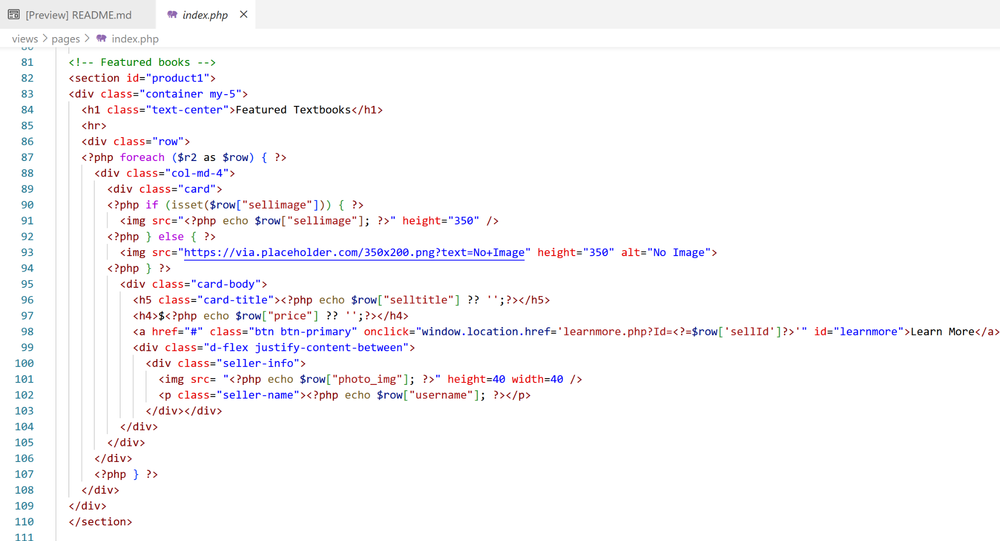 [Preview] README.md index.php
views > pages > index.php
80
81 <!-- Featured books -->
82 <section id="product1">
83 <div class="container my-5">
84 <h1 class="text-center">Featured Textbooks</h1>
85 <hr>
86 <div class="row">
87 <?php foreach ($r2 as $row) { ?>
88 <div class="col-md-4">
89 <div class="card">
90 <?php if (isset($row["sellimage"])) { ?>
91 <img src="<?php echo $row["sellimage"]; ?>" height="350" />
92 <?php } else { ?>
93 <img src="https://via.placeholder.com/350x200.png?text=No+Image" height="350" alt="No Image">
94 <?php } ?>
95 <div class="card-body">
96 <h5 class="card-title"><?php echo $row["selltitle"] ?? '';?></h5>
97 <h4>$<?php echo $row["price"] ?? '';?></h4>
98 <a href="#" class="btn btn-primary" onclick="window.location.href='learnmore.php?Id=<?=$row['sellId']?>'" id="learnmore">Learn More</a>
99 <div class="d-flex justify-content-between">
100 <div class="seller-info">
101 <img src= "<?php echo $row["photo_img"]; ?>" height=40 width=40 />
102 <p class="seller-name"><?php echo $row["username"]; ?></p>
103 </div></div>
104 </div>
105 </div>
106 </div>
107 <?php } ?>
108 </div>
109 </div>
110 </section>
111